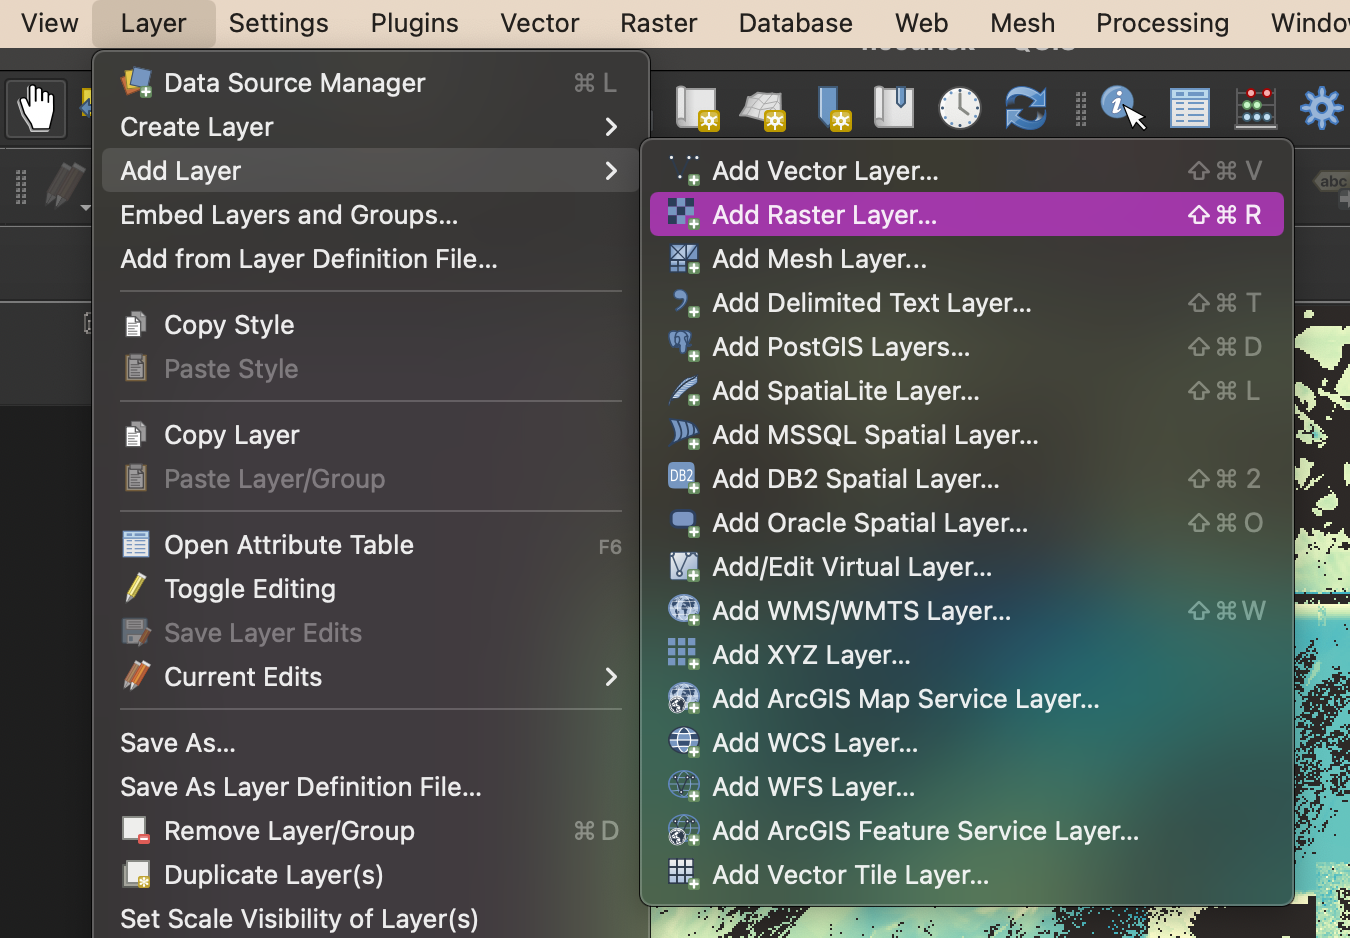 View Layer Settings Plugins Vector Raster Database Web Mesh Processing
Data Source Manager ⌘ L
Create Layer
Add Layer
Embed Layers and Groups...
Add from Layer Definition File...
Copy Style
Paste Style
Copy Layer
Paste Layer/Group
Open Attribute Table F6
Toggle Editing
Save Layer Edits
Current Edits
Save As...
Save As Layer Definition File...
Remove Layer/Group ⌘ D
Duplicate Layer(s)
Set Scale Visibility of Layer(s)
Add Vector Layer... ⇧ ⌘ V
Add Raster Layer... ⇧ ⌘ R
Add Mesh Layer...
Add Delimited Text Layer... ⇧ ⌘ T
Add PostGIS Layers... ⇧ ⌘ D
Add SpatiaLite Layer... ⇧ ⌘ L
Add MSSQL Spatial Layer...
DB2 Add DB2 Spatial Layer... ⇧ ⌘ 2
Add Oracle Spatial Layer... ⇧ ⌘ O
Add/Edit Virtual Layer...
Add WMS/WMTS Layer... ⇧ ⌘ W
Add XYZ Layer...
Add ArcGIS Map Service Layer...
Add WCS Layer...
Add WFS Layer...
Add ArcGIS Feature Service Layer...
Add Vector Tile Layer...
abc